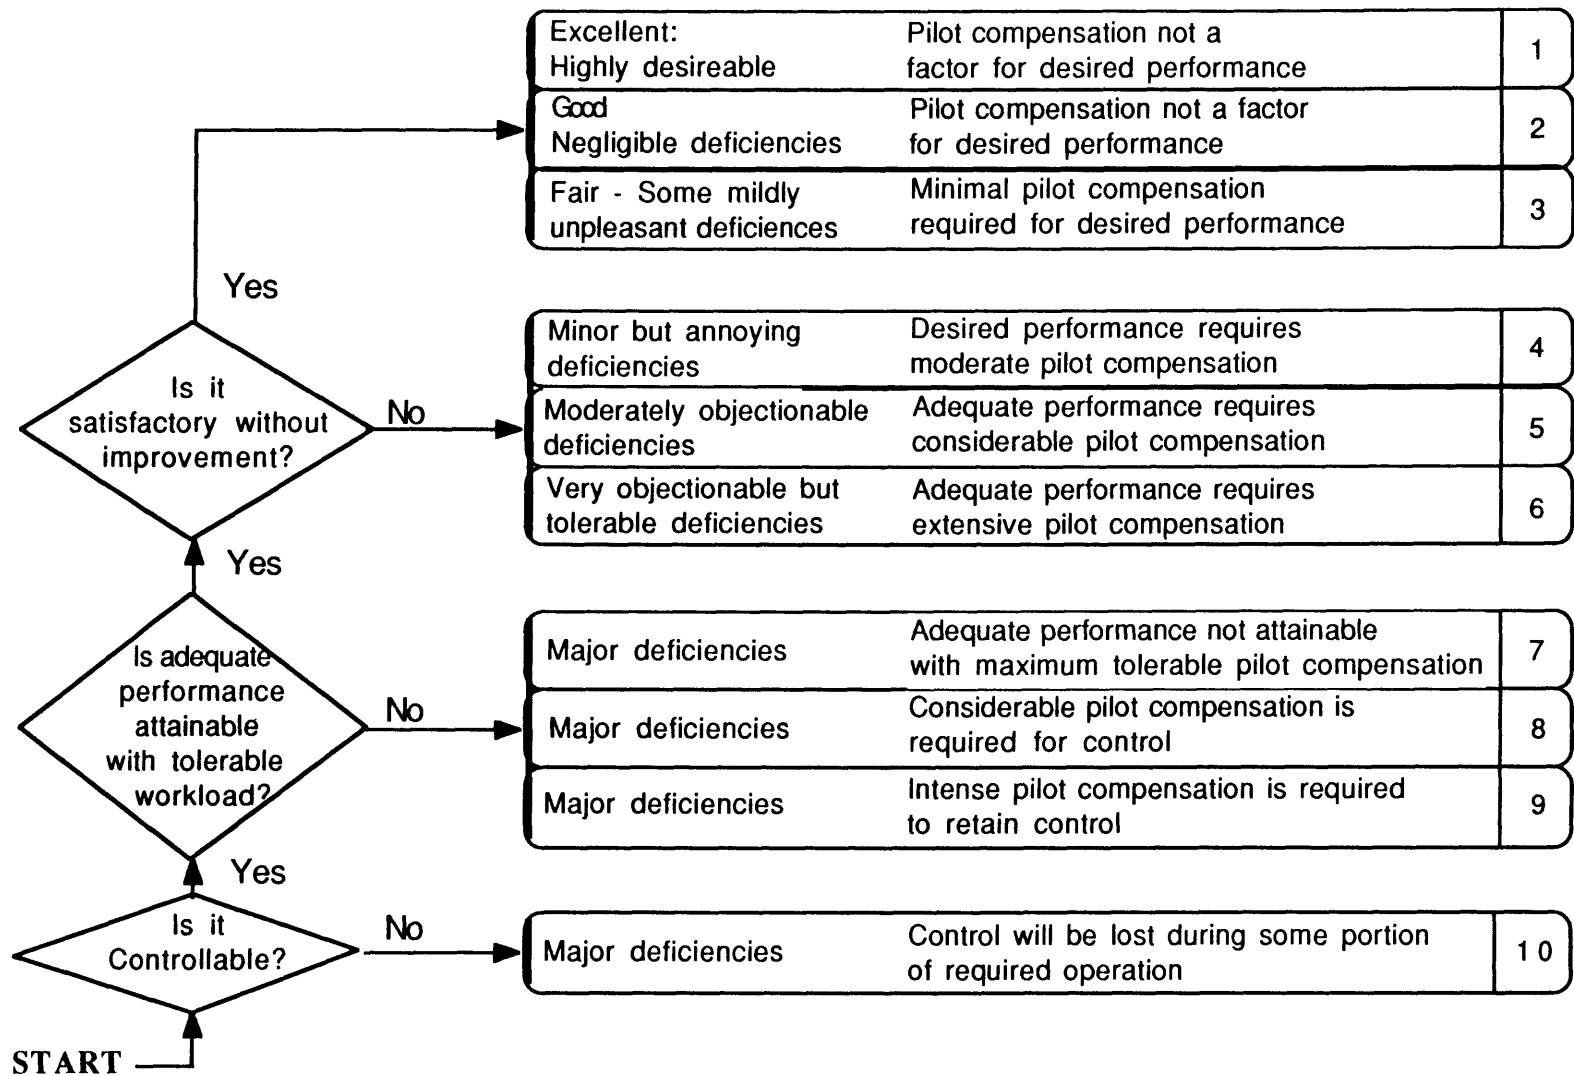 Excellent:
Highly desireable
Pilot compensation not a
factor for desired performance
1
Good
Negligible deficiencies
Pilot compensation not a factor
for desired performance
2
Fair - Some mildly
unpleasant deficiences
Minimal pilot compensation
required for desired performance
3
Yes
Is it
satisfactory without
improvement?
No
Minor but annoying
deficiencies
Desired performance requires
moderate pilot compensation
4
Moderately objectionable
deficiencies
Adequate performance requires
considerable pilot compensation
5
Very objectionable but
tolerable deficiencies
Adequate performance requires
extensive pilot compensation
6
Yes
Is adequate
performance
attainable
with tolerable
workload?
No
Major deficiencies
Adequate performance not attainable
with maximum tolerable pilot compensation
7
Major deficiencies
Considerable pilot compensation is
required for control
8
Major deficiencies
Intense pilot compensation is required
to retain control
9
Yes
Is it
Controllable?
No
Major deficiencies
Control will be lost during some portion
of required operation
10
START